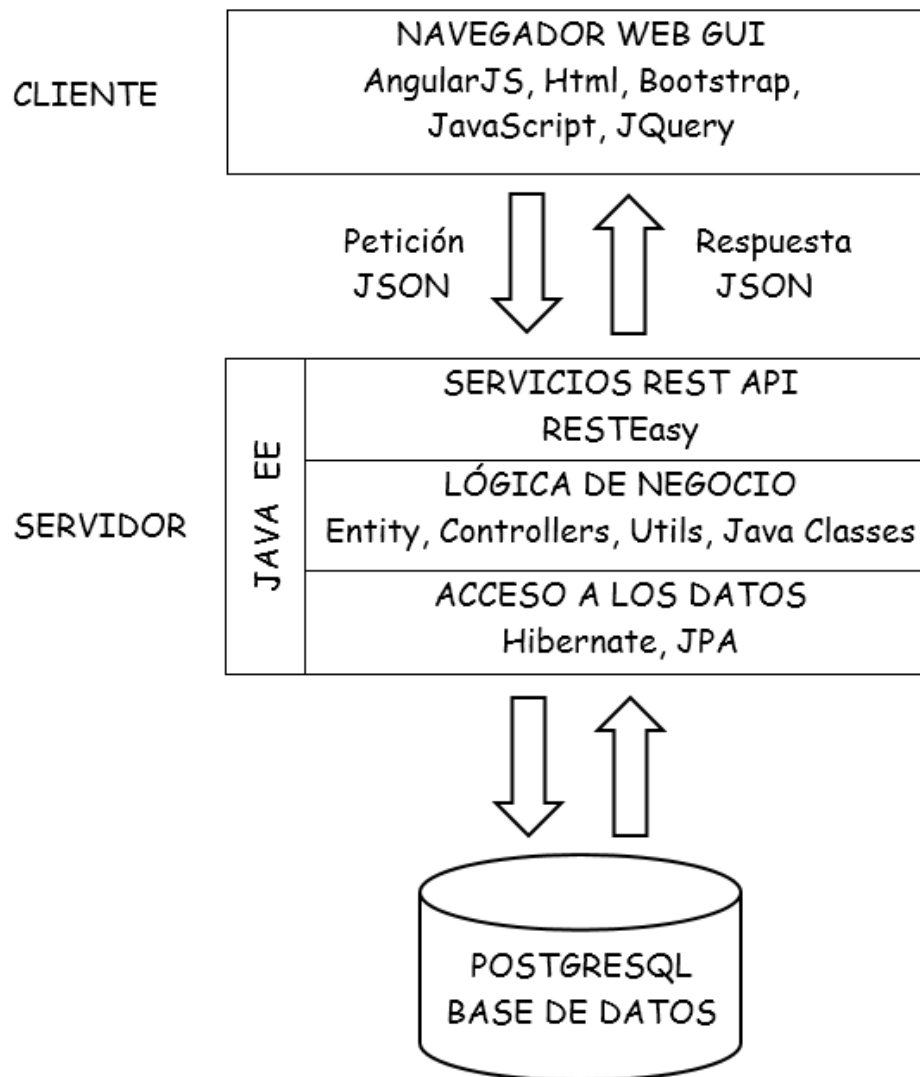 NAVEGADOR WEB GUI
AngularJS, Html, Bootstrap,
JavaScript, JQuery
CLIENTE
Petición
JSON
Respuesta
JSON
SERVICIOS REST API
RESTEasy
JAVA EE
LÓGICA DE NEGOCIO
Entity, Controllers, Utils, Java Classes
SERVIDOR
ACCESO A LOS DATOS
Hibernate, JPA
POSTGRESQL
BASE DE DATOS